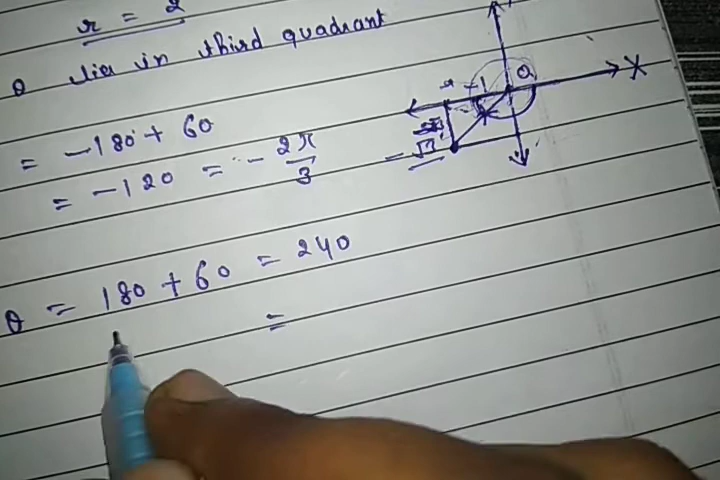 r = 2
θ lies in third quadrant
= -180 + 60
= -120 = - 2π/3
θ = 180 + 60 = 240
=
-1
X
-√3